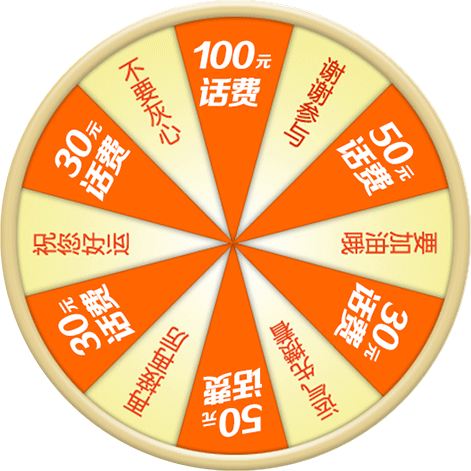 100元
话费
谢谢参与
50元
话费
要加油哦
30元
话费
运气先攒着
50元
话费
再接再厉
30元
话费
祝您好运
30元
话费
不要灰心